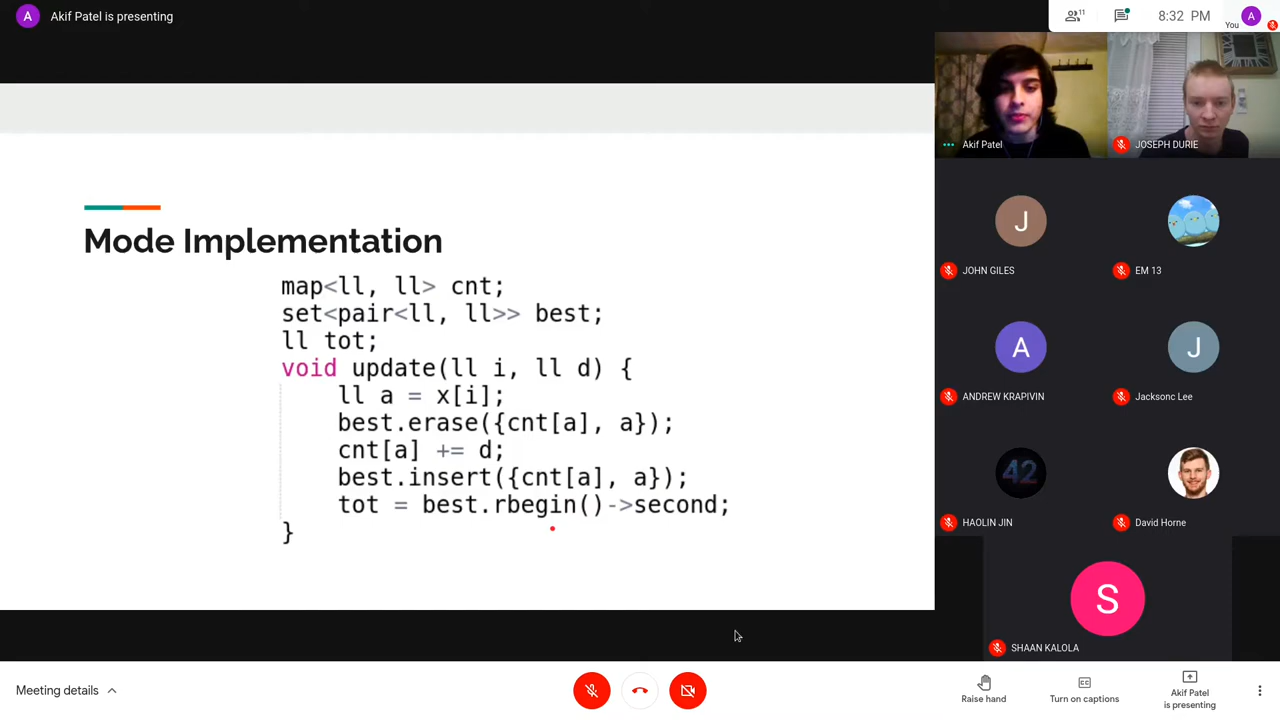 A
Akif Patel is presenting
11
8:32 PM
You
A
Mode Implementation
map<ll, ll> cnt;
set<pair<ll, ll>> best;
ll tot;
void update(ll i, ll d) {
ll a = x[i];
best.erase({cnt[a], a});
cnt[a] += d;
best.insert({cnt[a], a});
tot = best.rbegin()->second;
}
Akif Patel
JOSEPH DURIE
J
JOHN GILES
EM 13
A
ANDREW KRAPIVIN
J
Jacksonc Lee
42
HAOLIN JIN
David Horne
S
SHAAN KALOLA
Meeting details
Raise hand
CC
Turn on captions
Akif Patel
is presenting